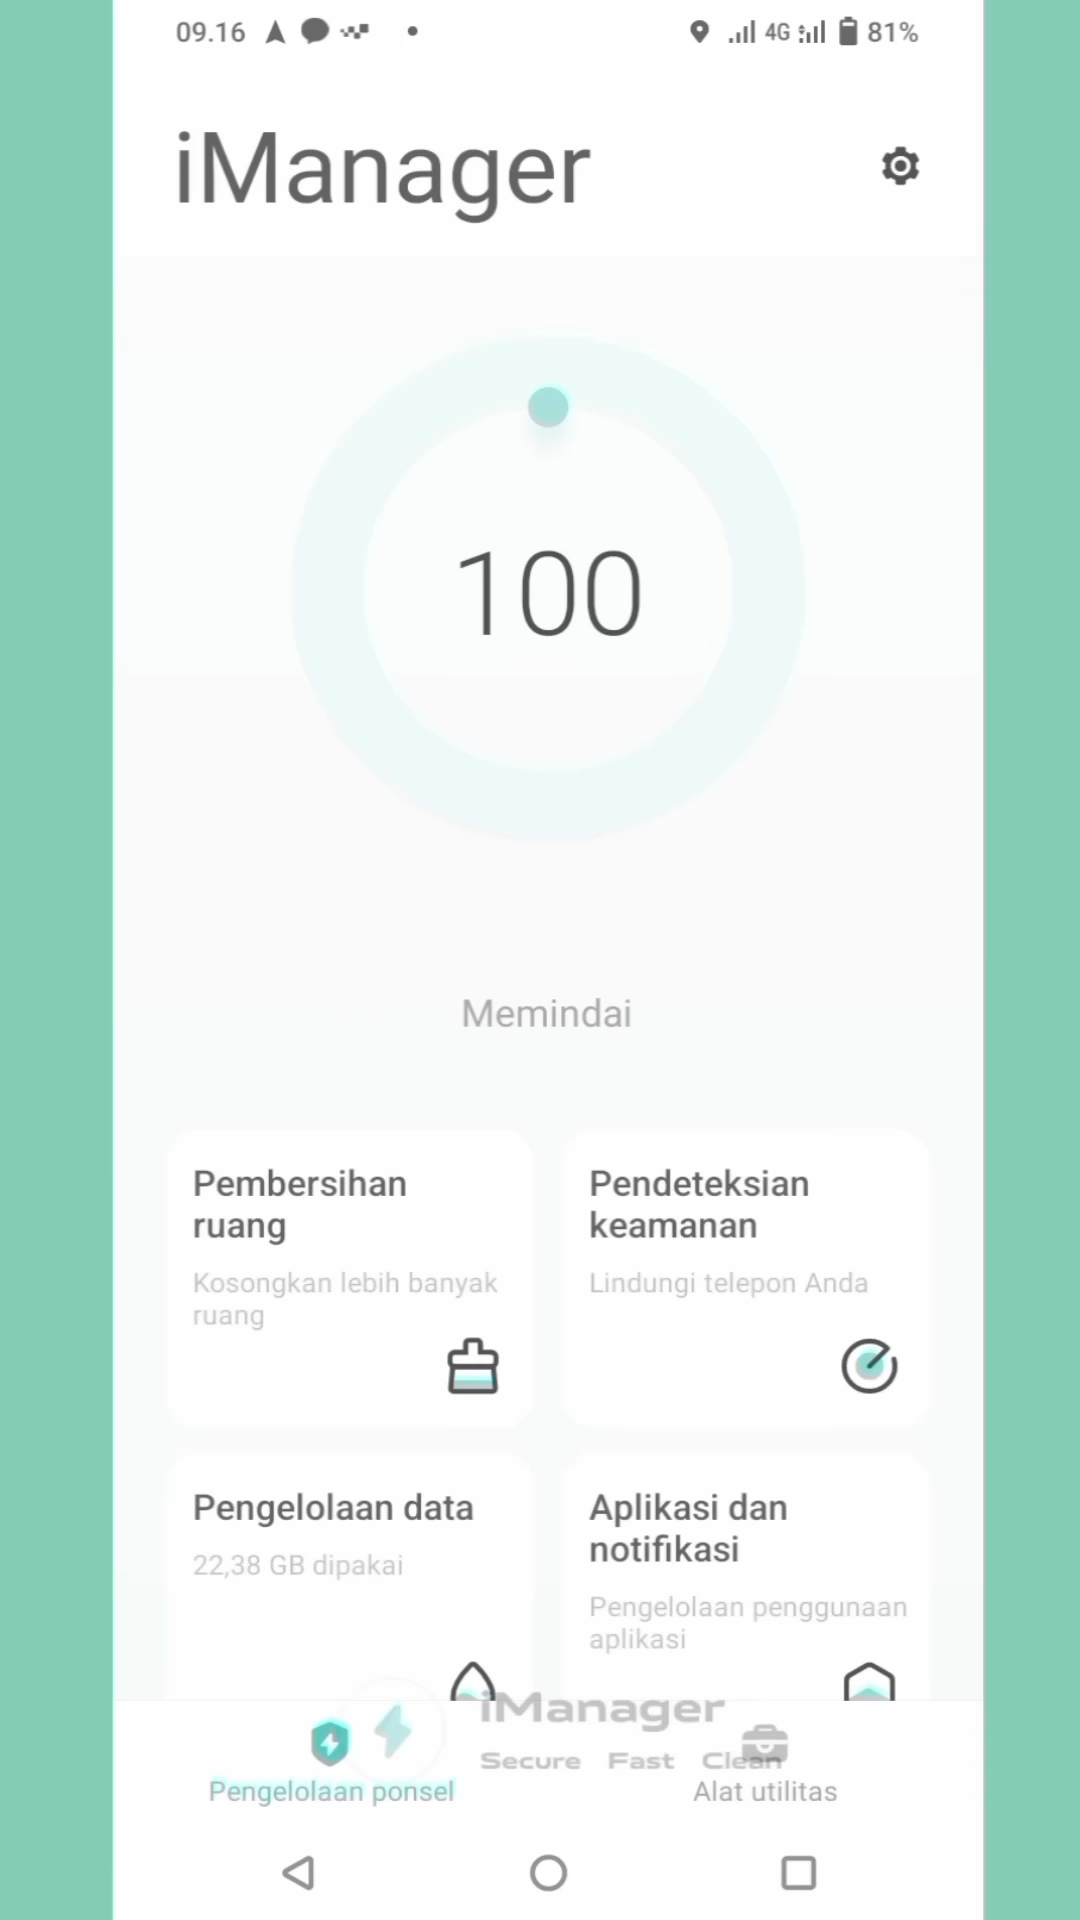 09.16
4G
81%
iManager
100
Memindai
Pembersihan
ruang
Kosongkan lebih banyak
ruang
Pendeteksian
keamanan
Lindungi telepon Anda
Pengelolaan data
22,38 GB dipakai
Aplikasi dan
notifikasi
Pengelolaan penggunaan
aplikasi
iManager
Secure Fast Clean
Pengelolaan ponsel
Alat utilitas